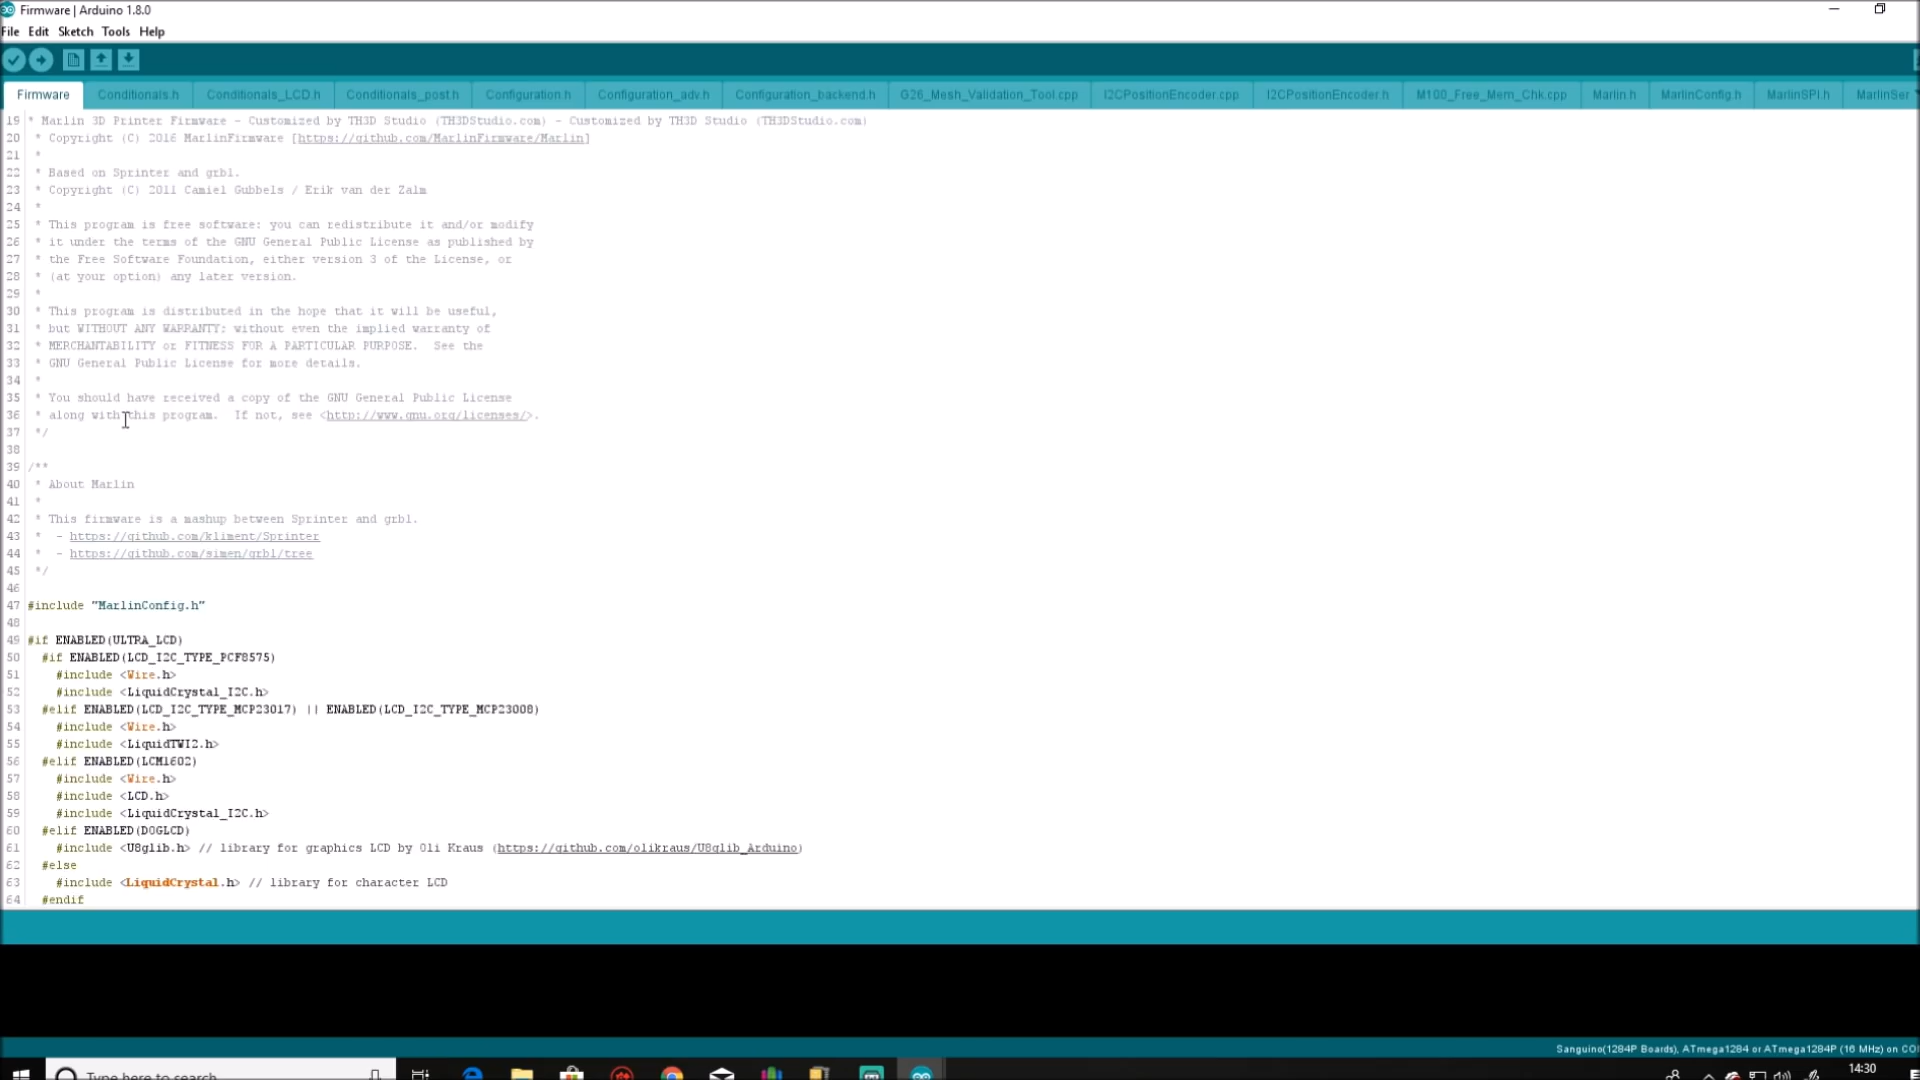 Firmware | Arduino 1.8.0
File Edit Sketch Tools Help
Firmware Conditionals.h Conditionals_LCD.h Conditionals_post.h Configuration.h Configuration_adv.h Configuration_backend.h G26_Mesh_Validation_Tool.cpp I2CPositionEncoder.cpp I2CPositionEncoder.h M100_Free_Mem_Chk.cpp Marlin.h MarlinConfig.h MarlinSPI.h MarlinSer
19 * Marlin 3D Printer Firmware - Customized by TH3D Studio (TH3DStudio.com) - Customized by TH3D Studio (TH3DStudio.com)
20 * Copyright (C) 2016 MarlinFirmware [https://github.com/MarlinFirmware/Marlin]
21 *
22 * Based on Sprinter and grbl.
23 * Copyright (C) 2011 Camiel Gubbels / Erik van der Zalm
24 *
25 * This program is free software: you can redistribute it and/or modify
26 * it under the terms of the GNU General Public License as published by
27 * the Free Software Foundation, either version 3 of the License, or
28 * (at your option) any later version.
29 *
30 * This program is distributed in the hope that it will be useful,
31 * but WITHOUT ANY WARRANTY; without even the implied warranty of
32 * MERCHANTABILITY or FITNESS FOR A PARTICULAR PURPOSE.  See the
33 * GNU General Public License for more details.
34 *
35 * You should have received a copy of the GNU General Public License
36 * along with this program.  If not, see <http://www.gnu.org/licenses/>.
37 */
38
39 /**
40 * About Marlin
41 *
42 * This firmware is a mashup between Sprinter and grbl.
43 *  - https://github.com/kliment/Sprinter
44 *  - https://github.com/simen/grbl/tree
45 */
46
47 #include "MarlinConfig.h"
48
49 #if ENABLED(ULTRA_LCD)
50 #if ENABLED(LCD_I2C_TYPE_PCF8575)
51 #include <Wire.h>
52 #include <LiquidCrystal_I2C.h>
53 #elif ENABLED(LCD_I2C_TYPE_MCP23017) || ENABLED(LCD_I2C_TYPE_MCP23008)
54 #include <Wire.h>
55 #include <LiquidTWI2.h>
56 #elif ENABLED(LCM1602)
57 #include <Wire.h>
58 #include <LCD.h>
59 #include <LiquidCrystal_I2C.h>
60 #elif ENABLED(DOGLCD)
61 #include <U8glib.h> // library for graphics LCD by Oli Kraus (https://github.com/olikraus/U8glib_Arduino)
62 #else
63 #include <LiquidCrystal.h> // library for character LCD
64 #endif
Sanguino(1284P Boards), ATmega1284 or ATmega1284P (16 MHz) on CO
Type here to search
14:30